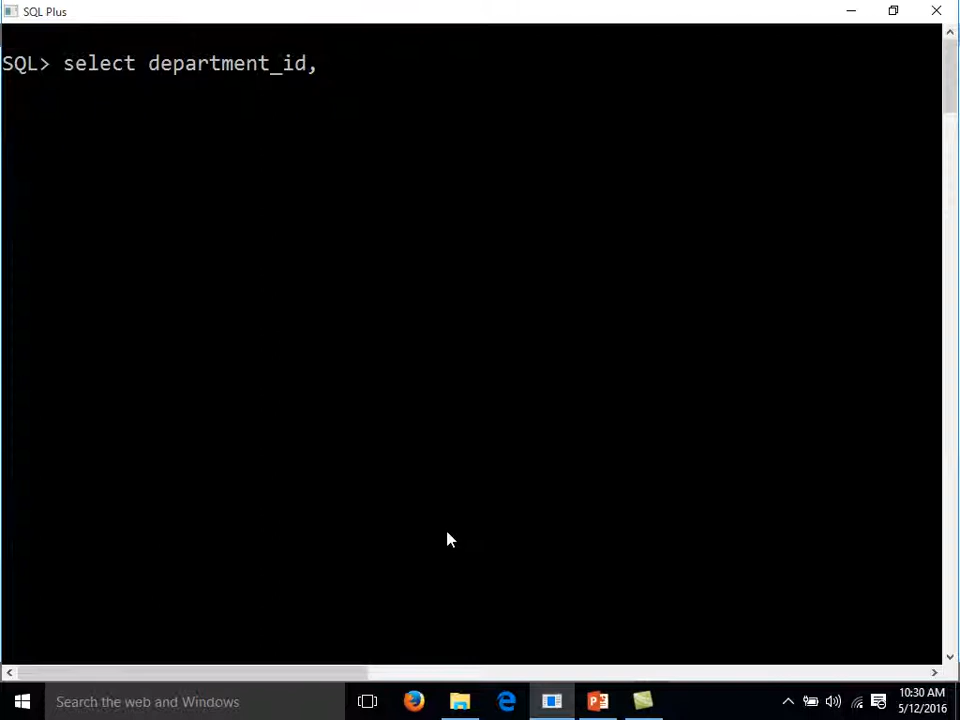 SQL Plus
SQL> select department_id,
Search the web and Windows
10:30 AM
5/12/2016